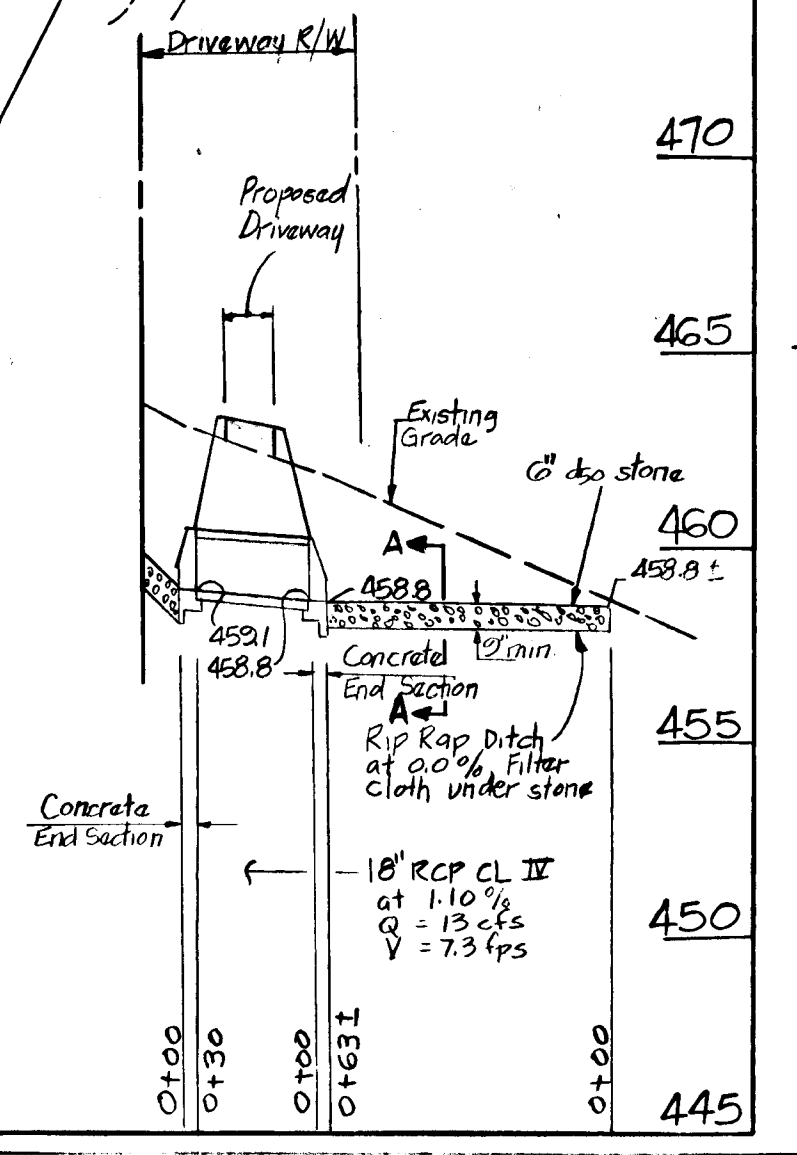 Driveway R/W
470
Proposed
Driveway
465
Existing
Grade
6" d50 stone
460
A
458.8 ±
458.8
459.1
458.8
9" min.
Concrete
End Section
A
455
Rip Rap Ditch
at 0.0% Filter
Cloth under stone
Concrete
End Section
18" RCP CL IV
at 1.10%
Q = 13 cfs
V = 7.3 fps
450
0+00
0+30
0+00
0+63±
0+00
445